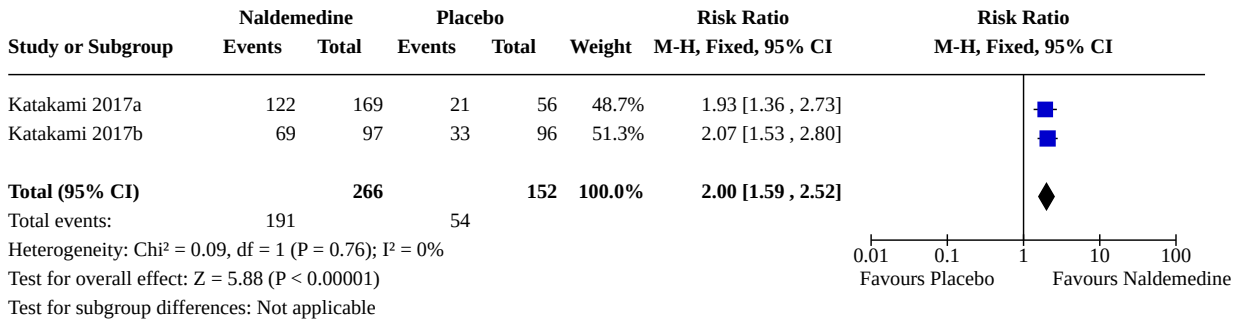 Naldemedine Placebo Risk Ratio Risk Ratio
Study or Subgroup Events Total Events Total Weight M-H, Fixed, 95% CI M-H, Fixed, 95% CI
Katakami 2017a 122 169 21 56 48.7% 1.93 [1.36 , 2.73]
Katakami 2017b 69 97 33 96 51.3% 2.07 [1.53 , 2.80]
Total (95% CI) 266 152 100.0% 2.00 [1.59 , 2.52]
Total events: 191 54
Heterogeneity: Chi² = 0.09, df = 1 (P = 0.76); I² = 0%
0.01 0.1 1 10 100
Test for overall effect: Z = 5.88 (P < 0.00001)
Favours Placebo Favours Naldemedine
Test for subgroup differences: Not applicable